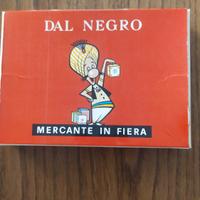 DAL NEGRO
MERCANTE IN FIERA